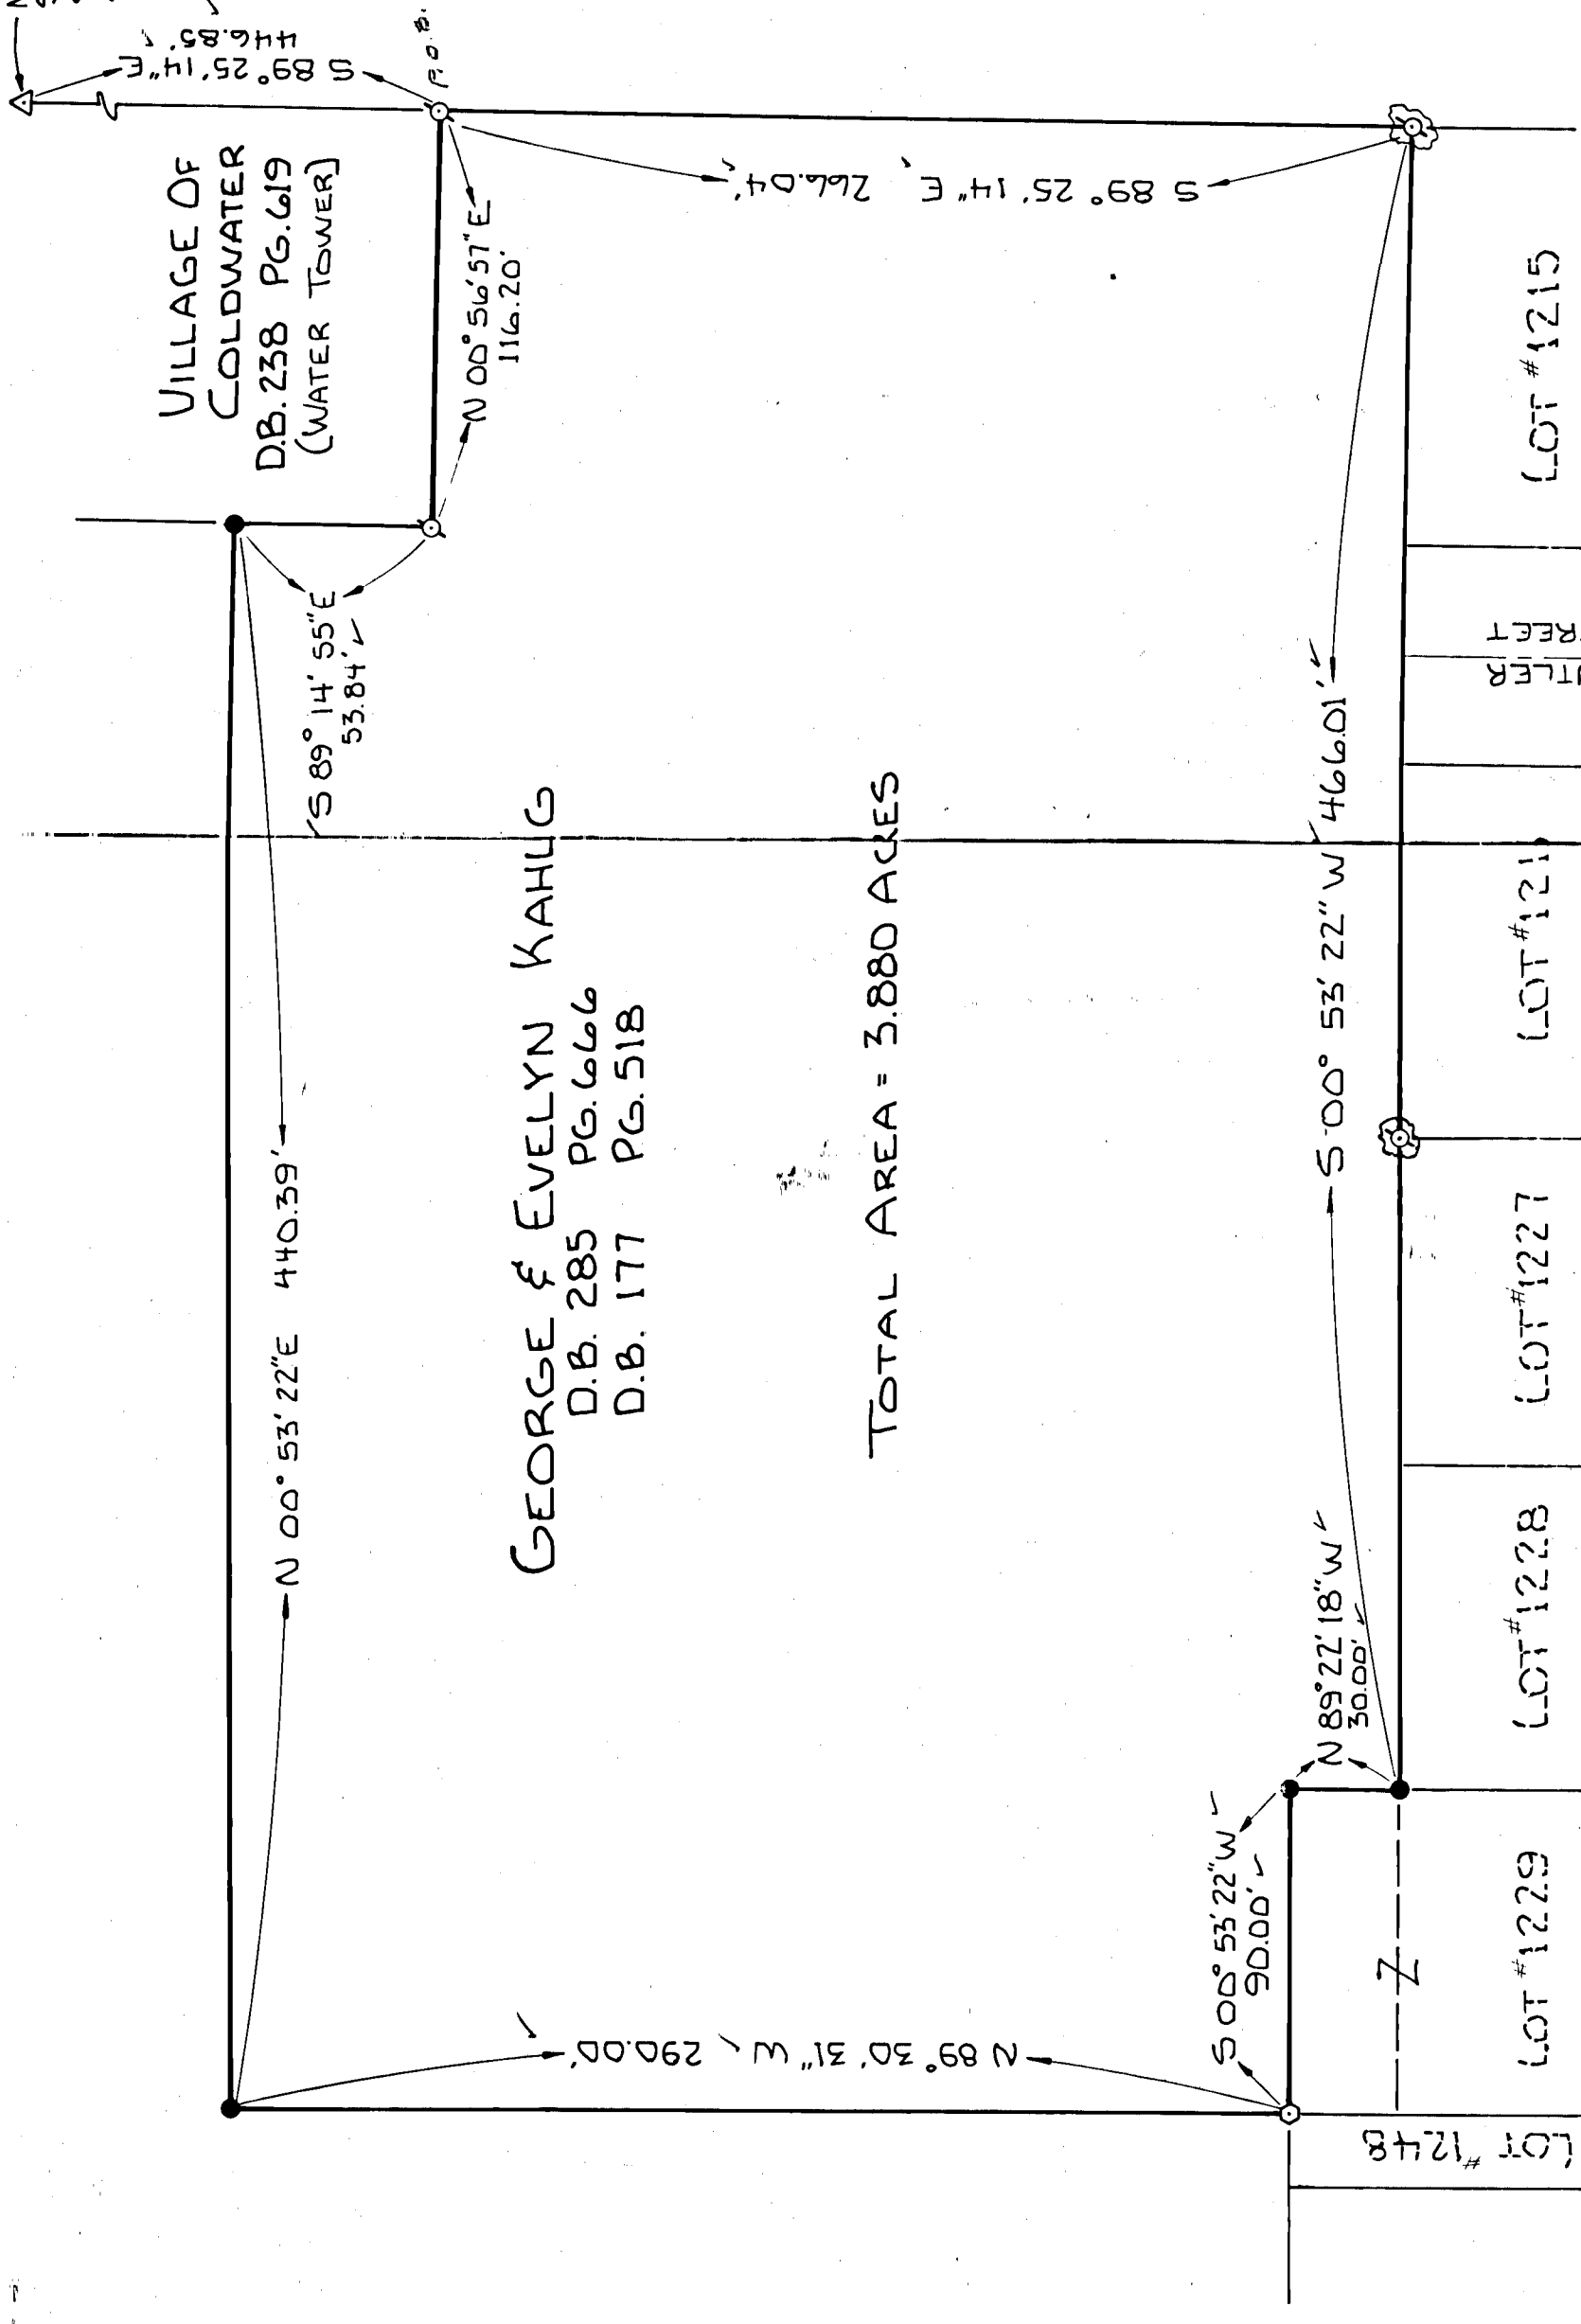 S 89° 25' 14" E
446.85'
P.O.B.
VILLAGE OF
COLDWATER
D.B. 238 PG. 619
(WATER TOWER)
N 00° 56' 57" E
116.20'
S 89° 25' 14" E 266.04'
S 89° 14' 55" E
53.84'
N 00° 53' 22" E 440.39'
GEORGE & EVELYN KAHLIG
D.B. 285 PG. 666
D.B. 177 PG. 518
TOTAL AREA = 3.880 ACRES
S 00° 53' 22" W 466.01'
N 89° 22' 18" W
30.00'
S 00° 53' 22" W
90.00'
N 89° 30' 31" W 290.00'
Z
LOT #1215
LOT #121
LOT #1227
LOT #1228
LOT #1229
LOT #1248